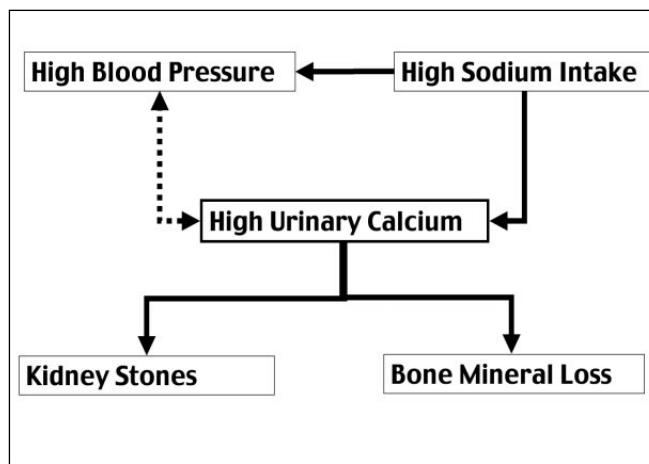 High Blood Pressure
High Sodium Intake
High Urinary Calcium
Kidney Stones
Bone Mineral Loss